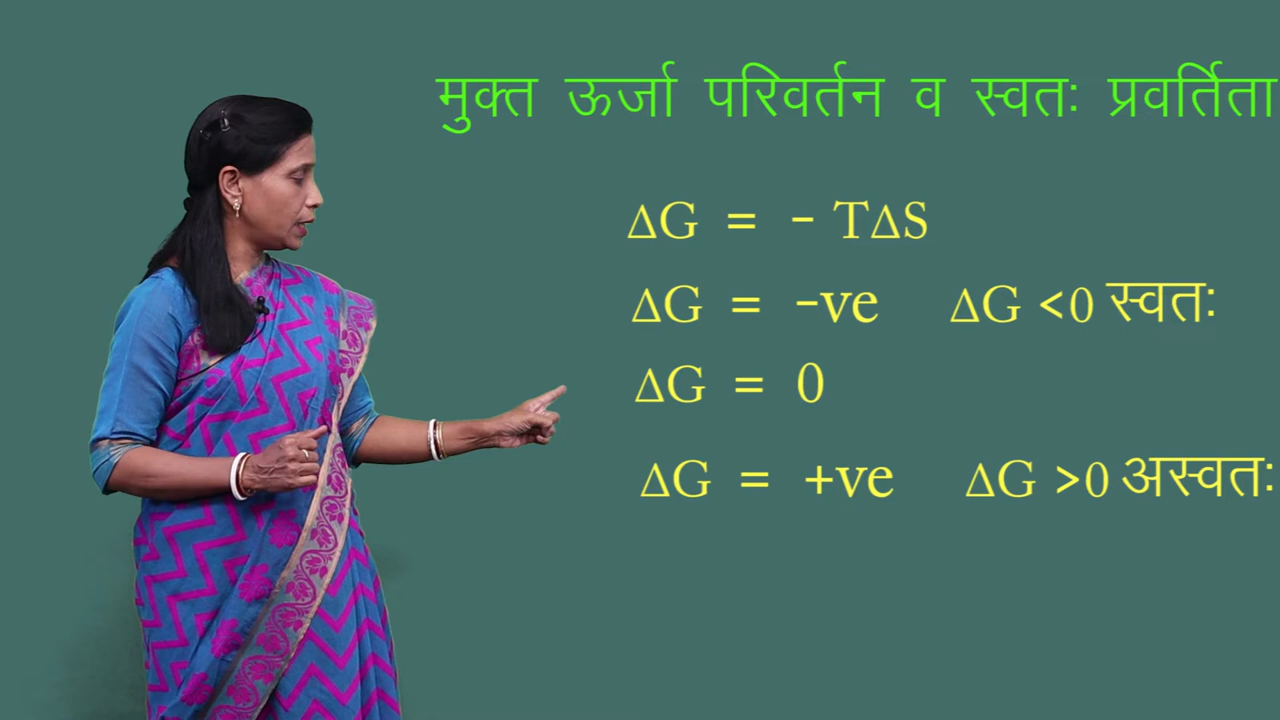 मुक्त ऊर्जा परिवर्तन व स्वतः प्रवर्तिता
ΔG = - TΔS
ΔG = -ve ΔG <0 स्वतः
ΔG = 0
ΔG = +ve ΔG >0 अस्वतः